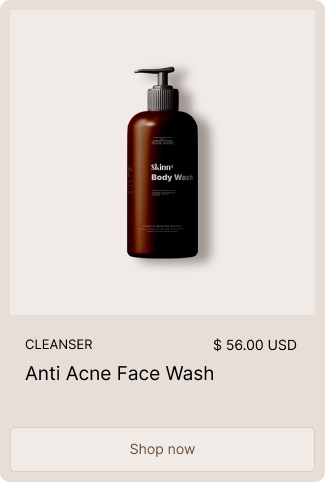 Skinn®
Body Wash
CLEANSER
$ 56.00 USD
Anti Acne Face Wash
Shop now